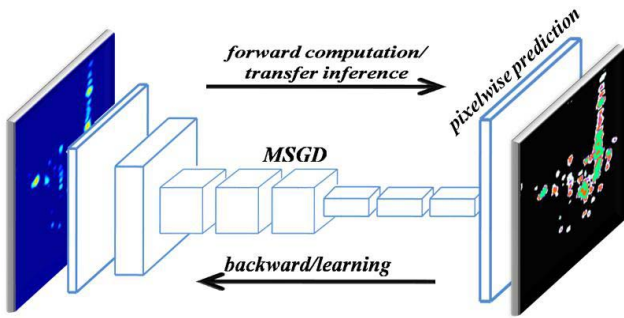 forward computation/
transfer inference
pixelwise prediction
MSGD
backward/learning